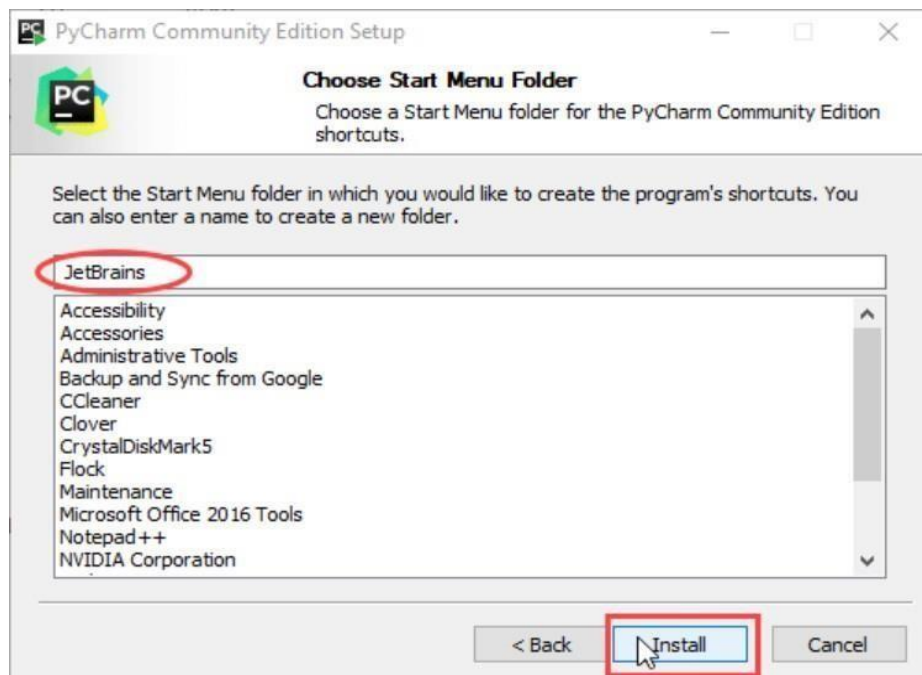 PC PyCharm Community Edition Setup
PC
Choose Start Menu Folder
Choose a Start Menu folder for the PyCharm Community Edition
shortcuts.
Select the Start Menu folder in which you would like to create the program's shortcuts. You
can also enter a name to create a new folder.
JetBrains
Accessibility
Accessories
Administrative Tools
Backup and Sync from Google
CCleaner
Clover
CrystalDiskMark5
Flock
Maintenance
Microsoft Office 2016 Tools
Notepad++
NVIDIA Corporation
< Back Install Cancel